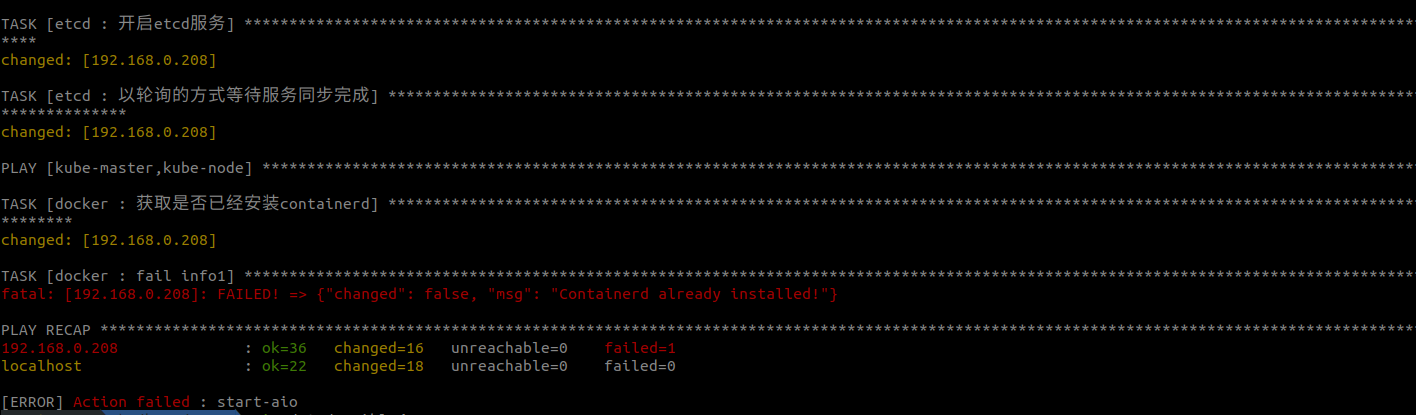 TASK [etcd : 开启etcd服务] **********************************************************************************************************************************
****
changed: [192.168.0.208]
TASK [etcd : 以轮询的方式等待服务同步完成] ******************************************************************************************************************
**************
changed: [192.168.0.208]
PLAY [kube-master,kube-node] ********************************************************************************************************************************
TASK [docker : 获取是否已经安装containerd] ******************************************************************************************************************
********
changed: [192.168.0.208]
TASK [docker : fail info1] **********************************************************************************************************************************
fatal: [192.168.0.208]: FAILED! => {"changed": false, "msg": "Containerd already installed!"}
PLAY RECAP **************************************************************************************************************************************************
192.168.0.208              : ok=36   changed=16   unreachable=0    failed=1
localhost                  : ok=22   changed=18   unreachable=0    failed=0
[ERROR] Action failed : start-aio